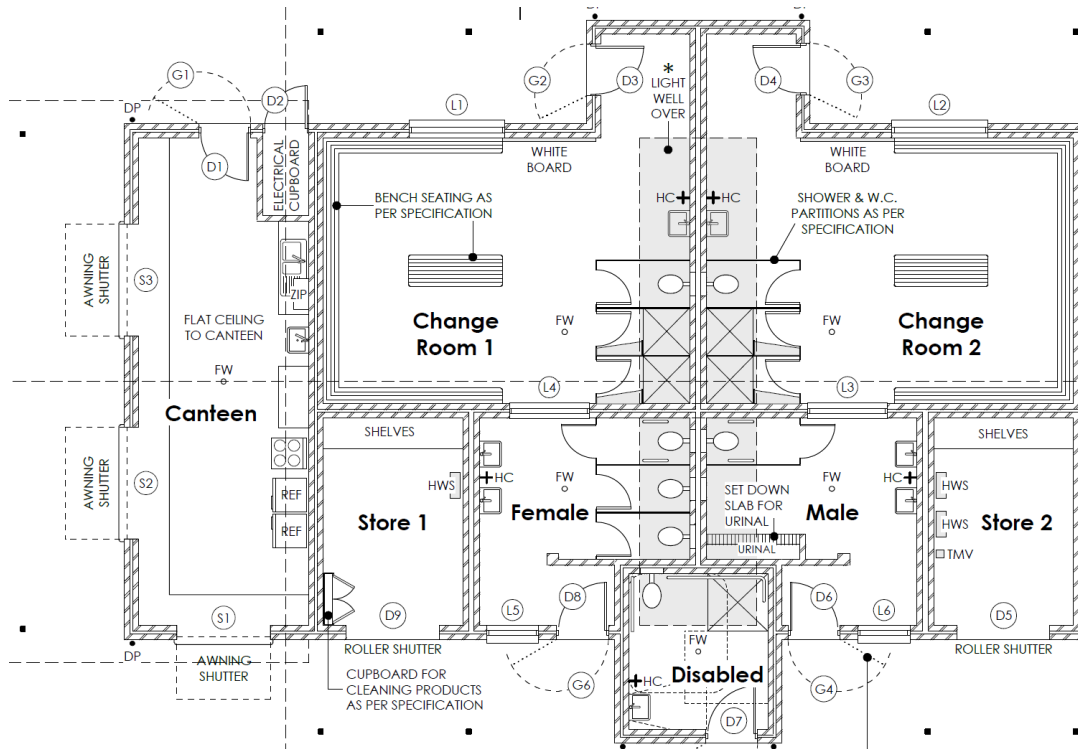 DP
DP
G1
D2
G2
D3
*
LIGHT
WELL
OVER
D4
G3
DP
L1
L2
D1
ELECTRICAL
CUPBOARD
WHITE
BOARD
WHITE
BOARD
BENCH SEATING AS
PER SPECIFICATION
HC
HC
SHOWER & W.C.
PARTITIONS AS PER
SPECIFICATION
AWNING
SHUTTER
S3
ZIP
FLAT CEILING
TO CANTEEN
FW
Change
Room 1
FW
FW
Change
Room 2
FW
L4
L3
Canteen
SHELVES
SHELVES
AWNING
SHUTTER
S2
REF
REF
HWS
HC
FW
FW
HC
HWS
Store 1
Female
SET DOWN
SLAB FOR
URINAL
Male
HWS
Store 2
URINAL
TMV
S1
D9
L5
D8
D6
L6
D5
DP
AWNING
SHUTTER
ROLLER SHUTTER
FW
ROLLER SHUTTER
CUPBOARD FOR
CLEANING PRODUCTS
AS PER SPECIFICATION
G6
HC
Disabled
G4
D7